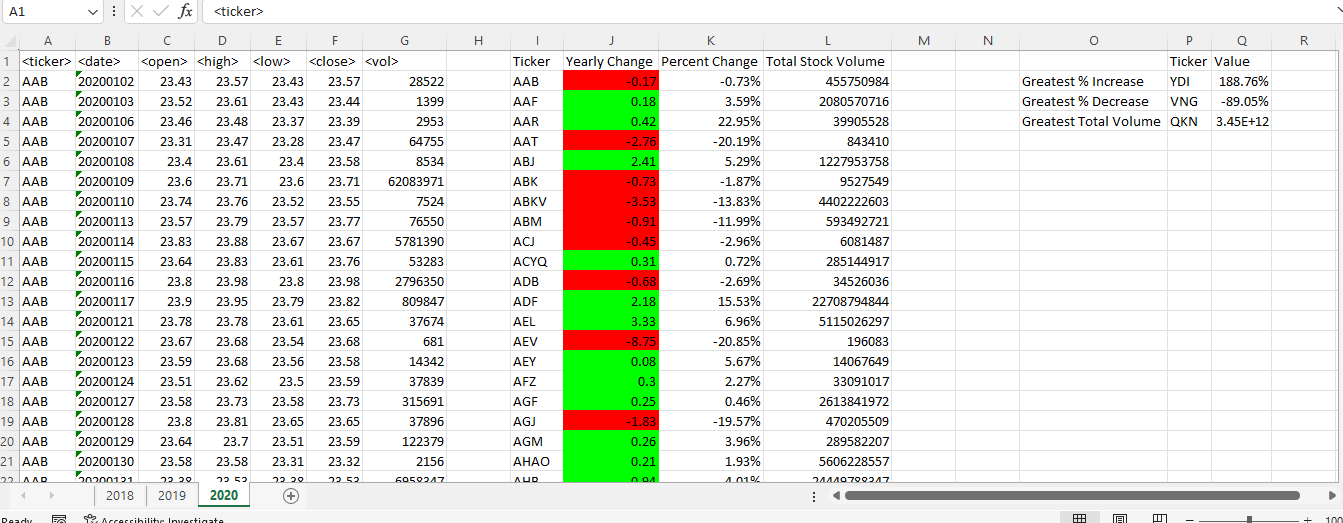 A1 fx <ticker>
A B C D E F G H I J K L M N O P Q R
1 <ticker> <date> <open> <high> <low> <close> <vol> Ticker Yearly Change Percent Change Total Stock Volume Ticker Value
2 AAB 20200102 23.43 23.57 23.43 23.57 28522 AAB -0.17 -0.73% 455750984 Greatest % Increase YDI 188.76%
3 AAB 20200103 23.52 23.61 23.43 23.44 1399 AAF 0.18 3.59% 2080570716 Greatest % Decrease VNG -89.05%
4 AAB 20200106 23.46 23.48 23.37 23.39 2953 AAR 0.42 22.95% 39905528 Greatest Total Volume QKN 3.45E+12
5 AAB 20200107 23.31 23.47 23.28 23.47 64755 AAT -2.76 -20.19% 843410
6 AAB 20200108 23.4 23.61 23.4 23.58 8534 ABJ 2.41 5.29% 1227953758
7 AAB 20200109 23.6 23.71 23.6 23.71 62083971 ABK -0.73 -1.87% 9527549
8 AAB 20200110 23.74 23.76 23.52 23.55 7524 ABKV -3.53 -13.83% 4402222603
9 AAB 20200113 23.57 23.79 23.57 23.77 76550 ABM -0.91 -11.99% 593492721
10 AAB 20200114 23.83 23.88 23.67 23.67 5781390 ACJ -0.45 -2.96% 6081487
11 AAB 20200115 23.64 23.83 23.61 23.76 53283 ACYQ 0.31 0.72% 285144917
12 AAB 20200116 23.8 23.98 23.8 23.98 2796350 ADB -0.68 -2.69% 34526036
13 AAB 20200117 23.9 23.95 23.79 23.82 809847 ADF 2.18 15.53% 22708794844
14 AAB 20200121 23.78 23.78 23.61 23.65 37674 AEL 3.33 6.96% 5115026297
15 AAB 20200122 23.67 23.68 23.54 23.68 681 AEV -8.75 -20.85% 196083
16 AAB 20200123 23.59 23.68 23.56 23.58 14342 AEY 0.08 5.67% 14067649
17 AAB 20200124 23.51 23.62 23.5 23.59 37839 AFZ 0.3 2.27% 33091017
18 AAB 20200127 23.58 23.73 23.58 23.73 315691 AGF 0.25 0.46% 2613841972
19 AAB 20200128 23.8 23.81 23.65 23.65 37896 AGJ -1.83 -19.57% 470205509
20 AAB 20200129 23.64 23.7 23.51 23.59 122379 AGM 0.26 3.96% 289582207
21 AAB 20200130 23.58 23.58 23.31 23.32 2156 AHAO 0.21 1.93% 5606228557
22 AAB 20200131 23.38 23.53 23.38 23.53 6958347 AHB 0.94 4.01% 24449788347
2018 2019 2020
Ready Accessibility: Investigate 100